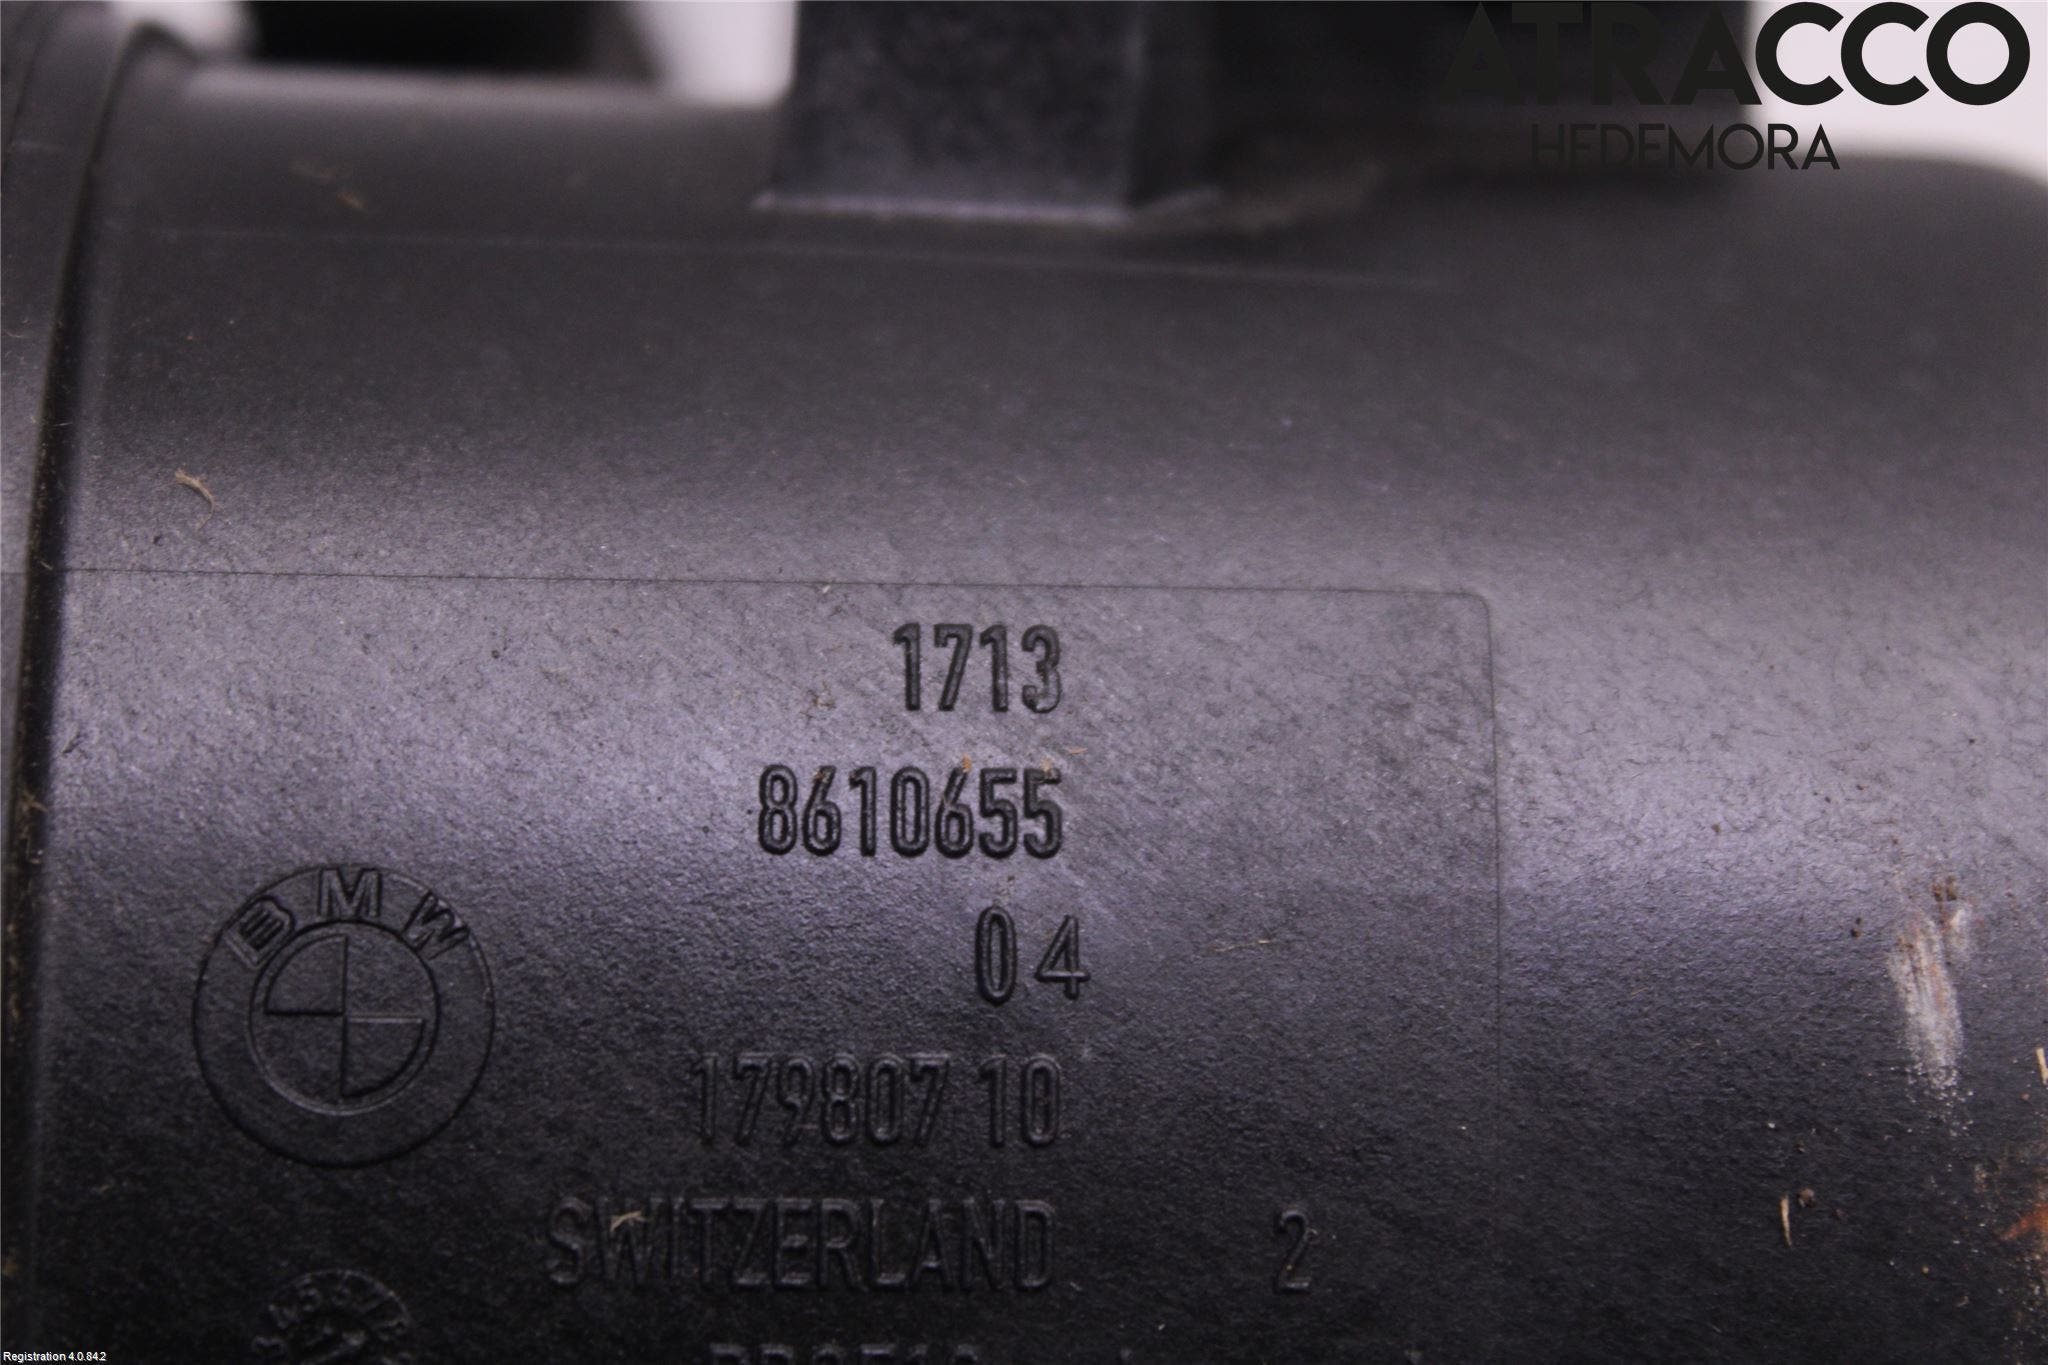 ATRACCO
HEDEMORA
1713
8610655
04
BMW
179807 10
SWITZERLAND 2
Registration 4.0.84.2